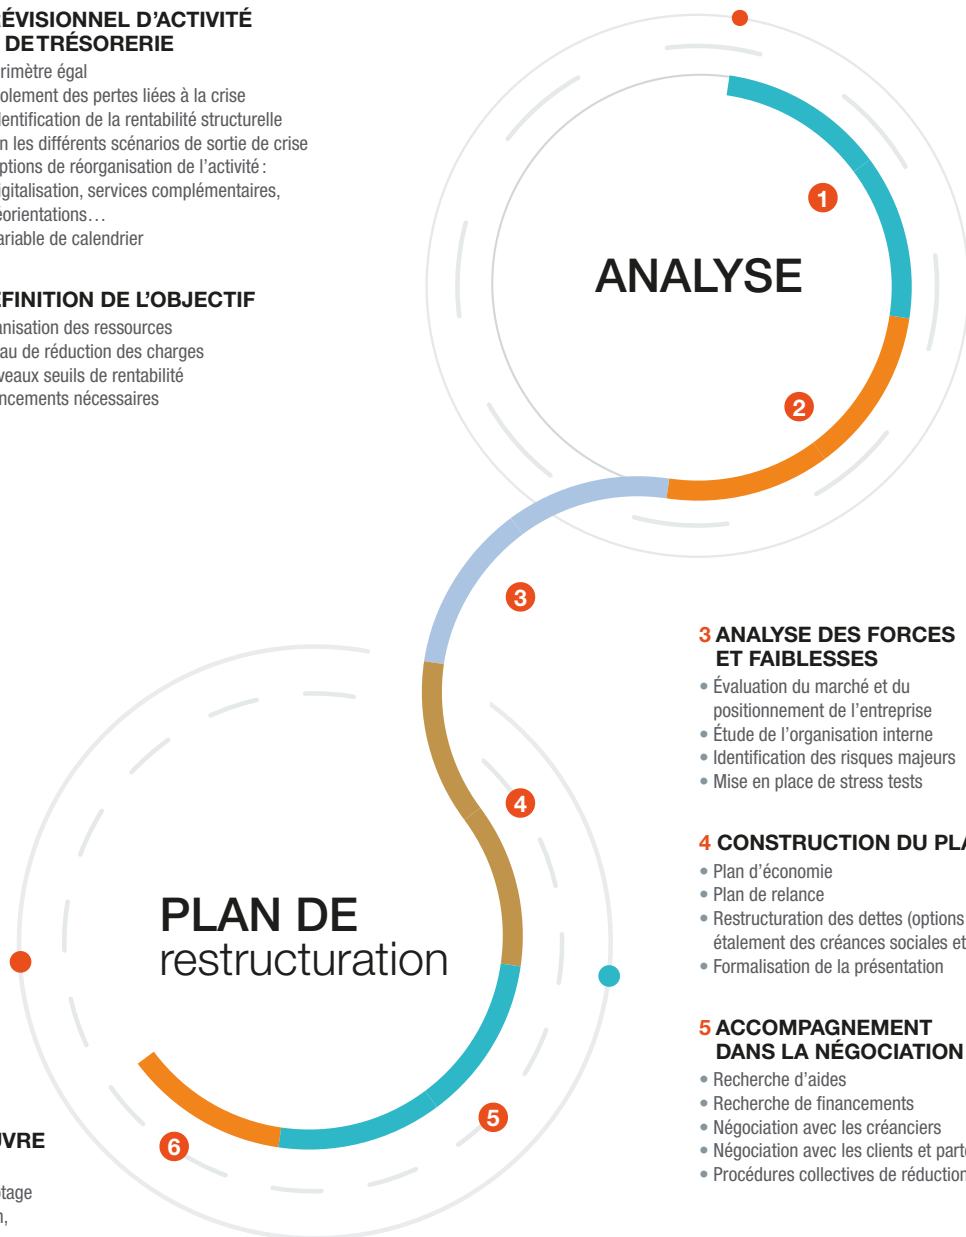 RÉVISIONNEL D’ACTIVITÉ
DE TRÉSORERIE
rimètre égal
olement des pertes liées à la crise
entification de la rentabilité structurelle
n les différents scénarios de sortie de crise
ptions de réorganisation de l’activité :
igitalisation, services complémentaires,
éorientations…
ariable de calendrier
FINITION DE L’OBJECTIF
anisation des ressources
au de réduction des charges
veaux seuils de rentabilité
ncements nécessaires
ANALYSE
1
2
3
4
5
6
PLAN DE
restructuration
3 ANALYSE DES FORCES
ET FAIBLESSES
• Évaluation du marché et du
positionnement de l’entreprise
• Étude de l’organisation interne
• Identification des risques majeurs
• Mise en place de stress tests
4 CONSTRUCTION DU PLA
• Plan d’économie
• Plan de relance
• Restructuration des dettes (options
étalement des créances sociales et
• Formalisation de la présentation
5 ACCOMPAGNEMENT
DANS LA NÉGOCIATION
• Recherche d’aides
• Recherche de financements
• Négociation avec les créanciers
• Négociation avec les clients et part
• Procédures collectives de réduction
UVRE
tage
n,